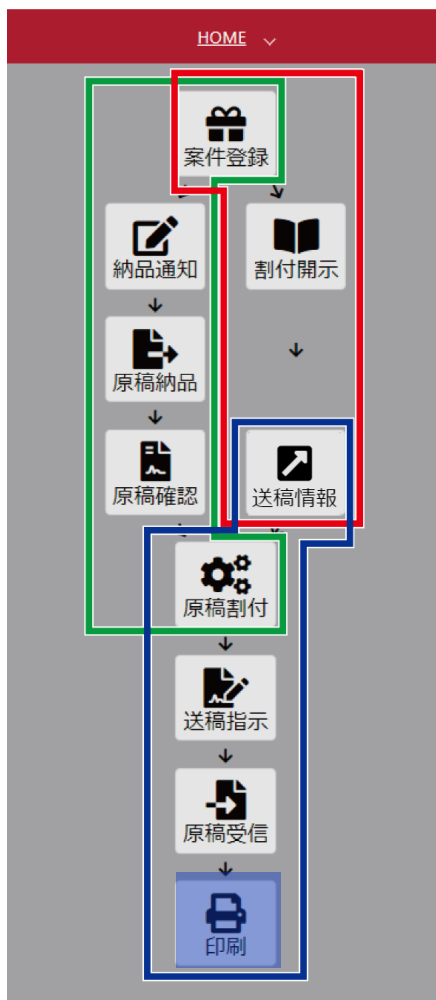 HOME
案件登録
納品通知
割付開示
原稿納品
原稿確認
送稿情報
原稿割付
送稿指示
原稿受信
印刷